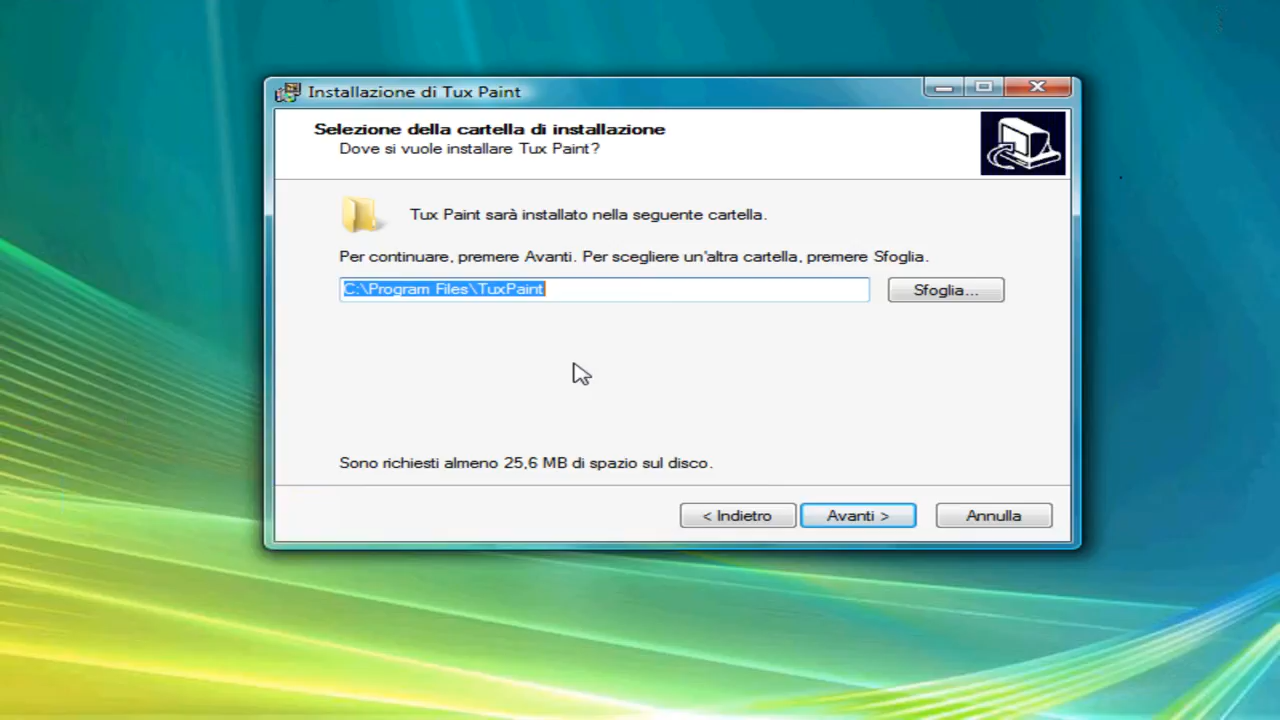 Installazione di Tux Paint
Selezione della cartella di installazione
Dove si vuole installare Tux Paint?
Tux Paint sarà installato nella seguente cartella.
Per continuare, premere Avanti. Per scegliere un'altra cartella, premere Sfoglia.
C:\Program Files\TuxPaint
Sfoglia...
Sono richiesti almeno 25,6 MB di spazio sul disco.
< Indietro
Avanti >
Annulla